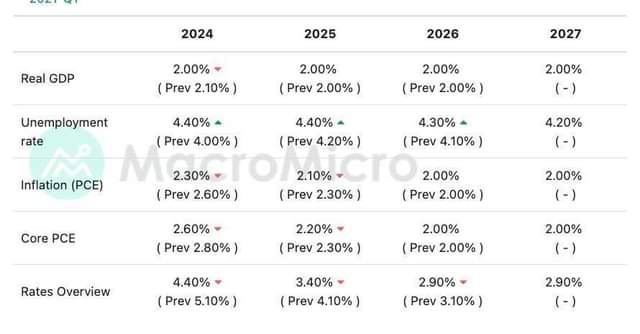 2024 2025 2026 2027
Real GDP 2.00% 2.00% 2.00% 2.00%
( Prev 2.10% ) ( Prev 2.00% ) ( Prev 2.00% ) ( - )
Unemployment rate 4.40% 4.40% 4.30% 4.20%
( Prev 4.00% ) ( Prev 4.20% ) ( Prev 4.10% ) ( - )
MacroMicro
Inflation (PCE) 2.30% 2.10% 2.00% 2.00%
( Prev 2.60% ) ( Prev 2.30% ) ( Prev 2.00% ) ( - )
Core PCE 2.60% 2.20% 2.00% 2.00%
( Prev 2.80% ) ( Prev 2.30% ) ( Prev 2.00% ) ( - )
Rates Overview 4.40% 3.40% 2.90% 2.90%
( Prev 5.10% ) ( Prev 4.10% ) ( Prev 3.10% ) ( - )